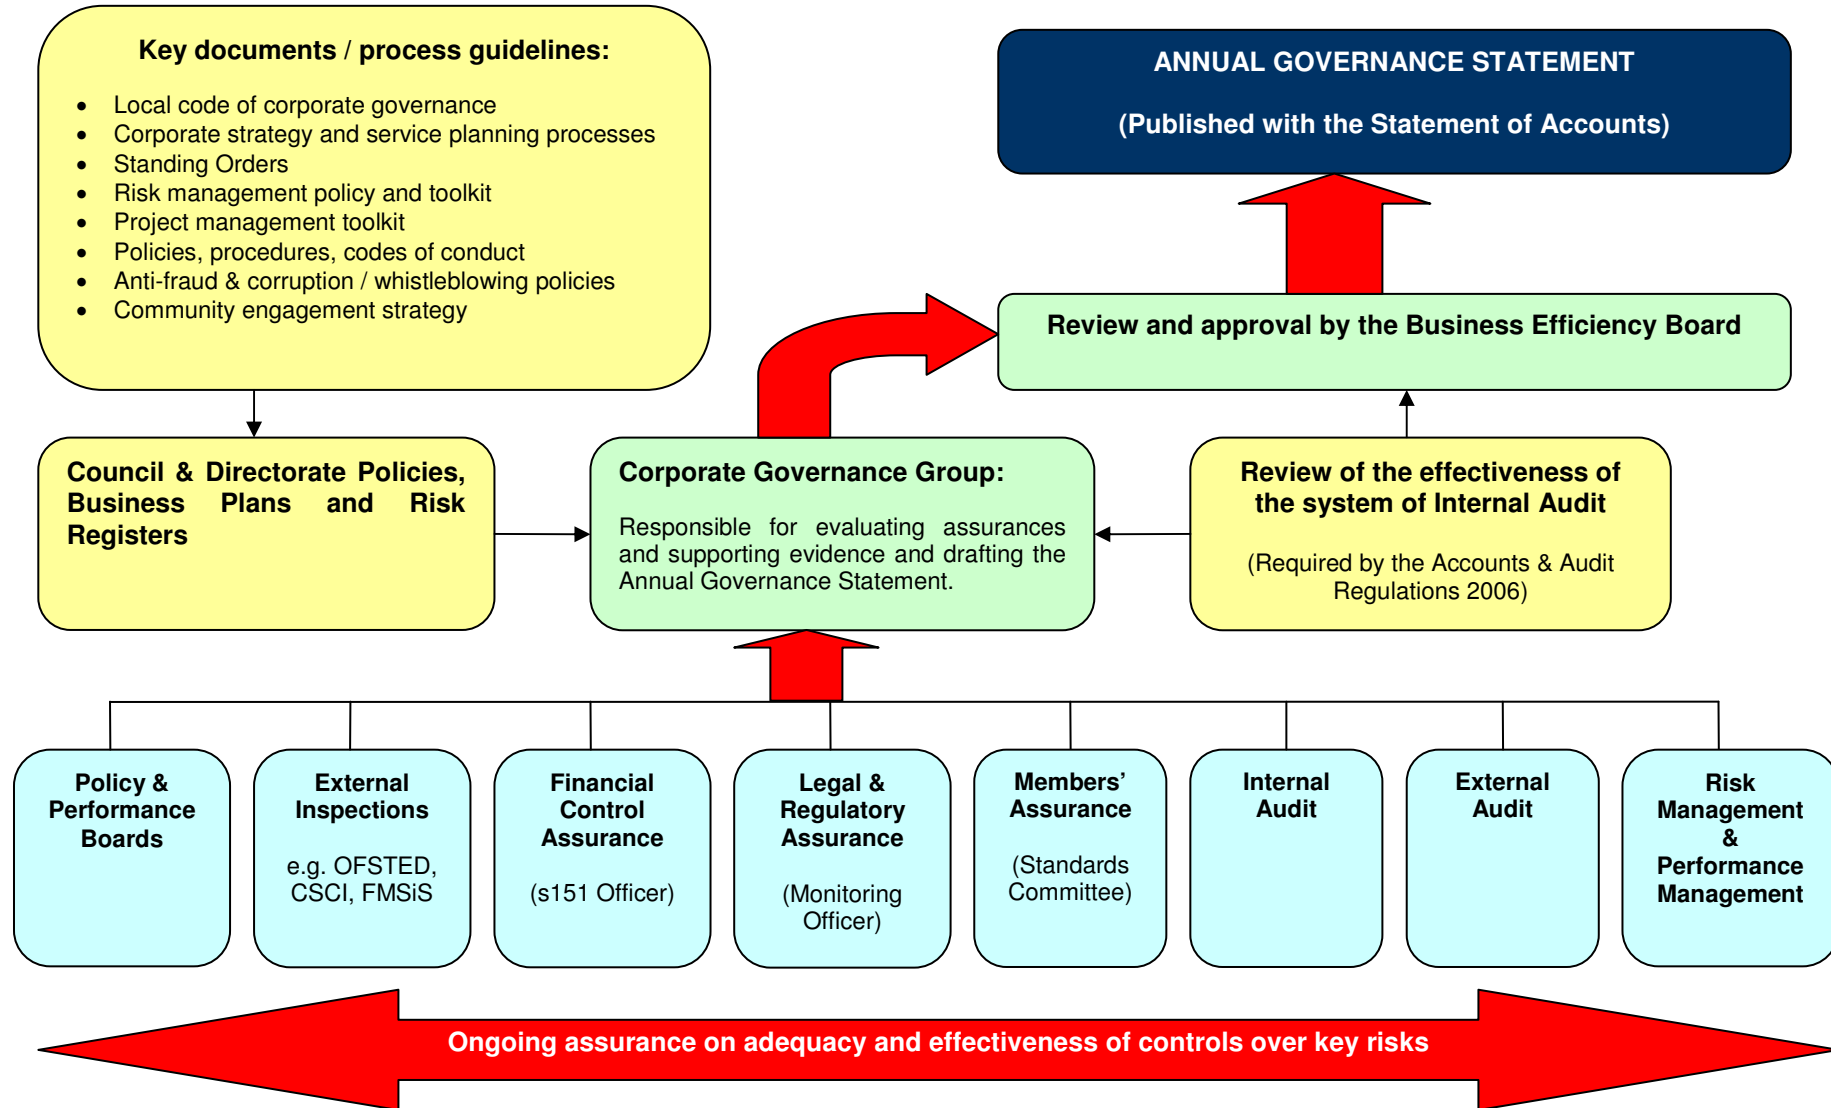 Key documents / process guidelines:
• Local code of corporate governance
• Corporate strategy and service planning processes
• Standing Orders
• Risk management policy and toolkit
• Project management toolkit
• Policies, procedures, codes of conduct
• Anti-fraud & corruption / whistleblowing policies
• Community engagement strategy
ANNUAL GOVERNANCE STATEMENT
(Published with the Statement of Accounts)
Review and approval by the Business Efficiency Board
Council & Directorate Policies,
Business Plans and Risk
Registers
Corporate Governance Group:
Responsible for evaluating assurances
and supporting evidence and drafting the
Annual Governance Statement.
Review of the effectiveness of
the system of Internal Audit
(Required by the Accounts & Audit
Regulations 2006)
Policy &
Performance
Boards
External
Inspections
e.g. OFSTED,
CSCI, FMSiS
Financial
Control
Assurance
(s151 Officer)
Legal &
Regulatory
Assurance
(Monitoring
Officer)
Members’
Assurance
(Standards
Committee)
Internal
Audit
External
Audit
Risk
Management
&
Performance
Management
Ongoing assurance on adequacy and effectiveness of controls over key risks